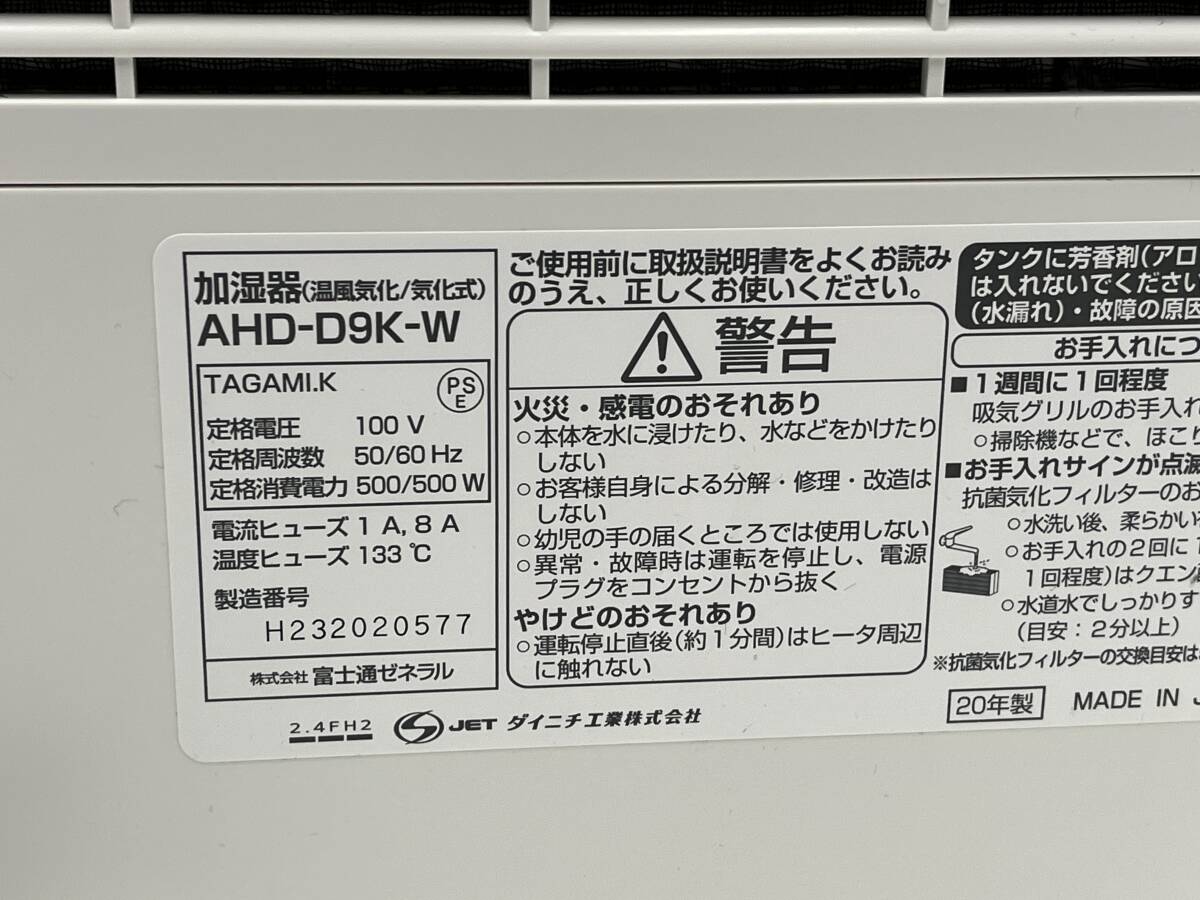 加湿器(温風気化/気化式)
AHD-D9K-W
TAGAMI.K
PS
E
定格電圧 100 V
定格周波数 50/60 Hz
定格消費電力 500/500 W
電流ヒューズ 1 A, 8 A
温度ヒューズ 133 ℃
製造番号
H232020577
株式会社 富士通ゼネラル
2.4FH2
JET ダイニチ工業株式会社
ご使用前に取扱説明書をよくお読み
のうえ、正しくお使いください。
警告
火災・感電のおそれあり
○本体を水に浸けたり、水などをかけたり
しない
○お客様自身による分解・修理・改造は
しない
○幼児の手の届くところでは使用しない
○異常・故障時は運転を停止し、電源
プラグをコンセントから抜く
やけどのおそれあり
○運転停止直後(約1分間)はヒータ周辺
に触れない
タンクに芳香剤(アロ
は入れないでください
(水漏れ)・故障の原因
お手入れにつ
■1週間に1回程度
吸気グリルのお手入れ
○掃除機などで、ほこり
■お手入れサインが点滅
抗菌気化フィルターのお
○水洗い後、柔らかい
○お手入れの2回に1
1回程度)はクエン
○水道水でしっかりす
(目安：2分以上)
※抗菌気化フィルターの交換目安は
20年製 MADE IN